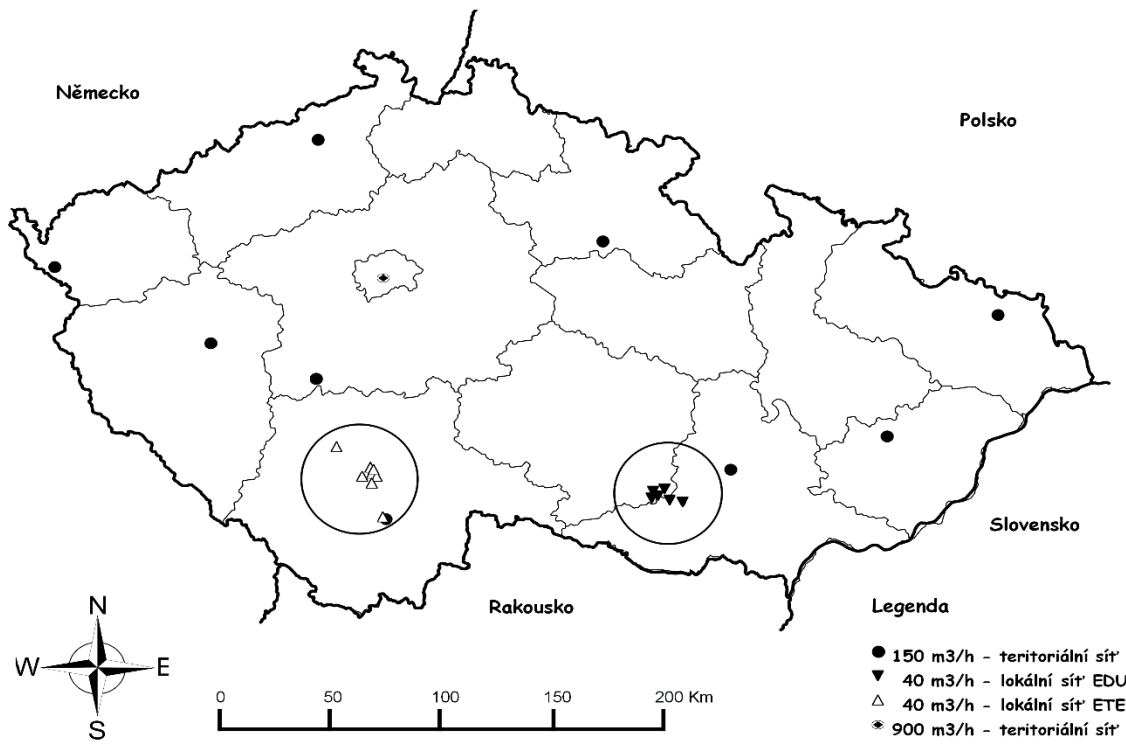 Německo
Polsko
Slovensko
Rakousko
N
W E
S
0 50 100 150 200 Km
Legenda
150 m3/h - teritoriální síť
40 m3/h - lokální síť EDU
40 m3/h - lokální síť ETE
900 m3/h - teritoriální síť